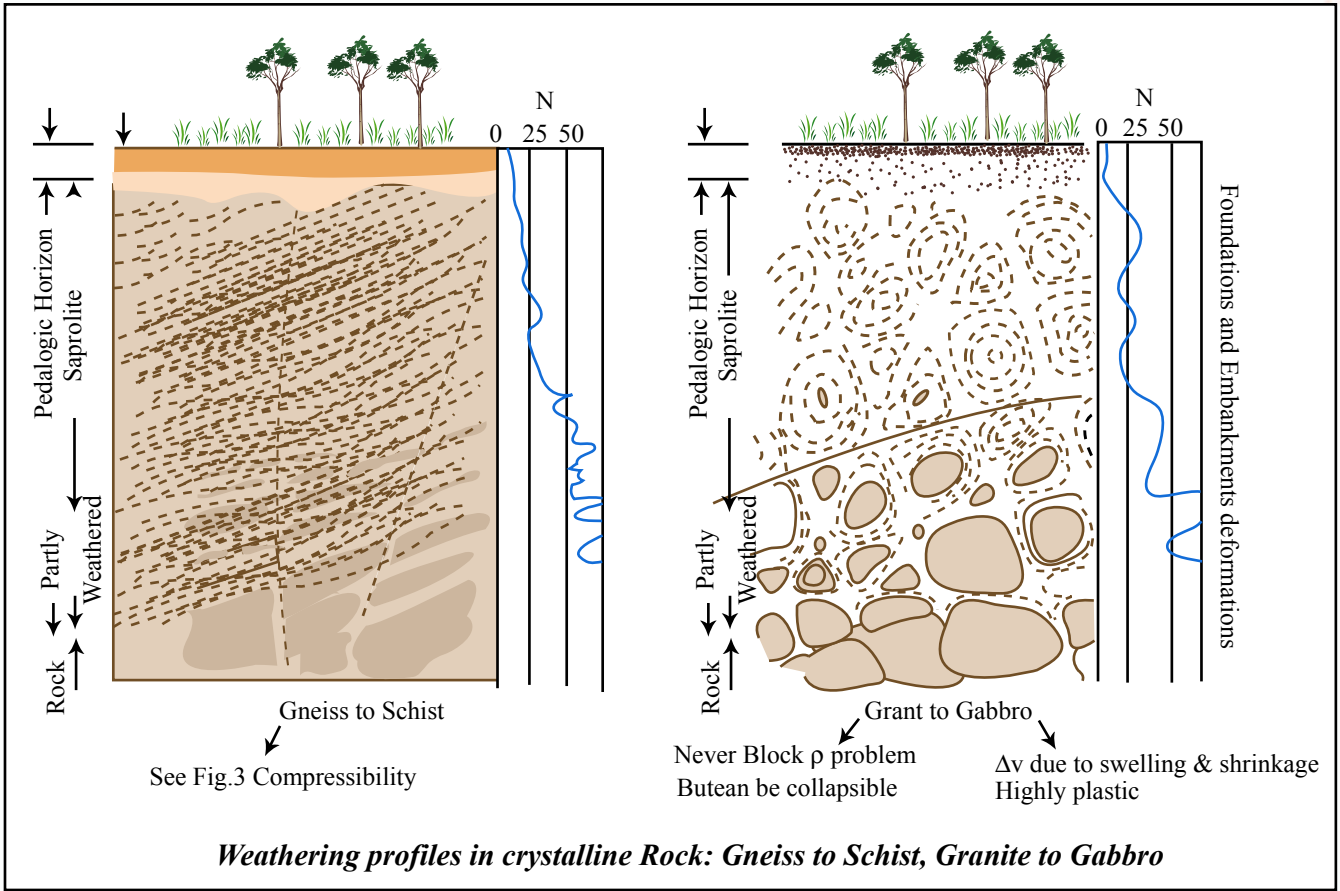 N
0 25 50
Pedalogic Horizon
Saprolite
Partly
Weathered
Rock
Gneiss to Schist
See Fig.3 Compressibility
N
0 25 50
Pedalogic Horizon
Saprolite
Partly
Weathered
Rock
Foundations and Embankments deformations
Grant to Gabbro
Never Block ρ problem
Butean be collapsible
Δv due to swelling & shrinkage
Highly plastic
Weathering profiles in crystalline Rock: Gneiss to Schist, Granite to Gabbro